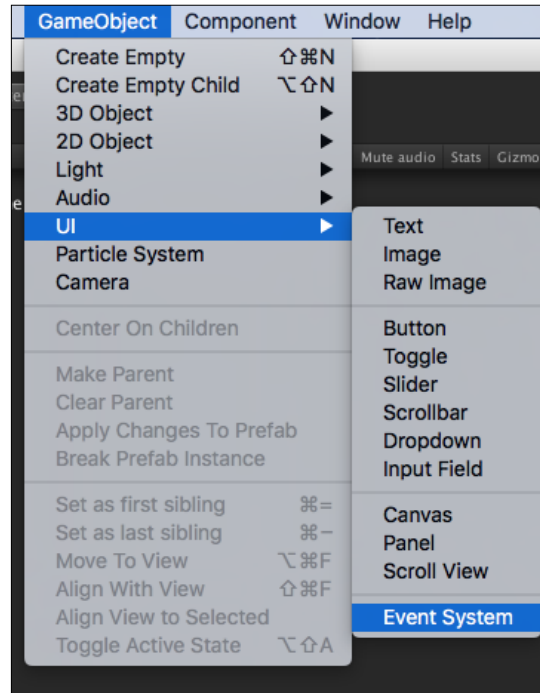 GameObject Component Window Help
Create Empty ⇧⌘N
Create Empty Child ⌥⇧N
3D Object ▶
2D Object ▶
Light ▶
Audio ▶
UI ▶
Particle System
Camera
Center On Children
Make Parent
Clear Parent
Apply Changes To Prefab
Break Prefab Instance
Set as first sibling ⌘=
Set as last sibling ⌘−
Move To View ⌥⌘F
Align With View ⇧⌘F
Align View to Selected
Toggle Active State ⌥⇧A
Mute audio Stats Gizmo
Text
Image
Raw Image
Button
Toggle
Slider
Scrollbar
Dropdown
Input Field
Canvas
Panel
Scroll View
Event System